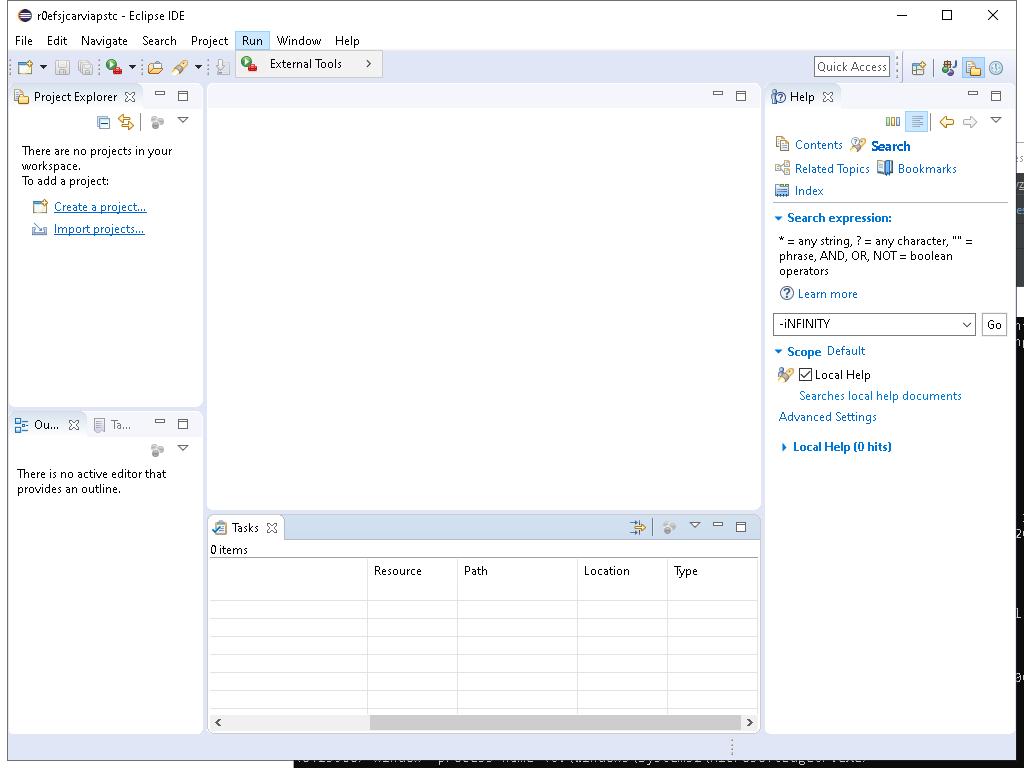 r0efsjcarviapstc - Eclipse IDE
File Edit Navigate Search Project Run Window Help
External Tools
Quick Access
Project Explorer
There are no projects in your
workspace.
To add a project:
Create a project...
Import projects...
Ou...
Ta...
There is no active editor that
provides an outline.
Tasks
0 items
Resource Path Location Type
Help
Contents Search
Related Topics Bookmarks
Index
Search expression:
* = any string, ? = any character, "" =
phrase, AND, OR, NOT = boolean
operators
Learn more
-iNFINITY
Go
Scope Default
Local Help
Searches local help documents
Advanced Settings
Local Help (0 hits)